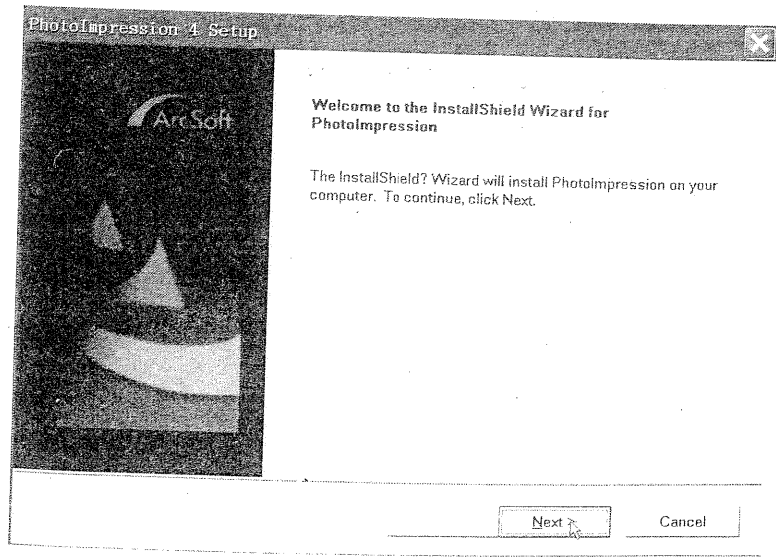 PhotoImpression 4 Setup
ArcSoft
Welcome to the InstallShield Wizard for
PhotoImpression
The InstallShield? Wizard will install PhotoImpression on your
computer. To continue, click Next.
Next >
Cancel